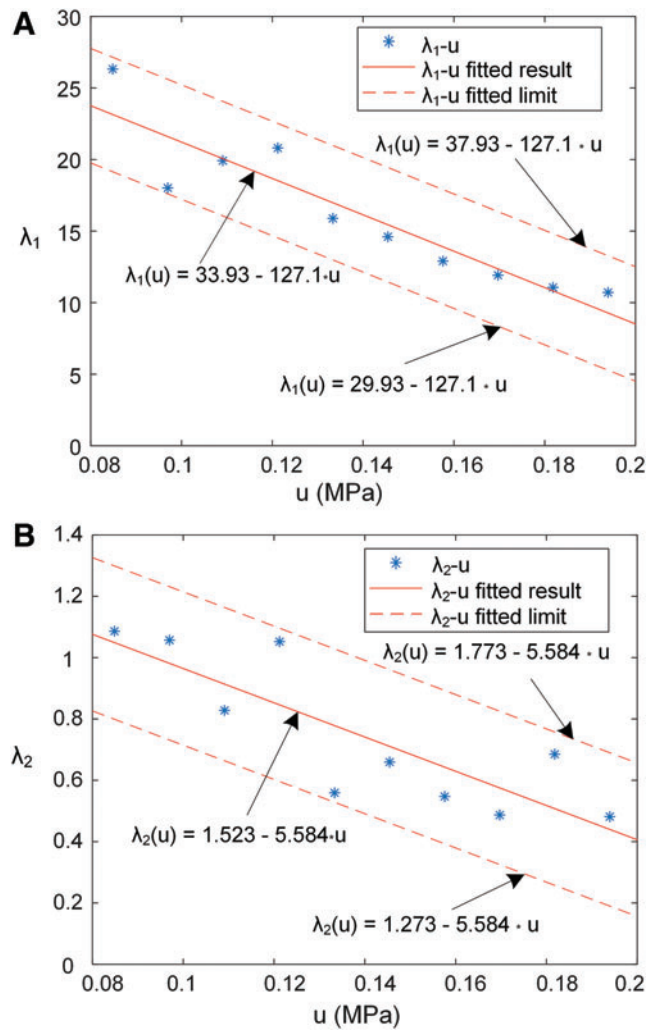 A
30
25
20
15
10
5
0
λ1
λ1-u
λ1-u fitted result
λ1-u fitted limit
λ1(u) = 37.93 - 127.1 * u
λ1(u) = 33.93 - 127.1*u
λ1(u) = 29.93 - 127.1 * u
0.08 0.1 0.12 0.14 0.16 0.18 0.2
u (MPa)
B
1.4
1.2
1
0.8
0.6
0.4
0.2
0
λ2
λ2-u
λ2-u fitted result
λ2-u fitted limit
λ2(u) = 1.773 - 5.584 * u
λ2(u) = 1.523 - 5.584*u
λ2(u) = 1.273 - 5.584 * u
0.08 0.1 0.12 0.14 0.16 0.18 0.2
u (MPa)